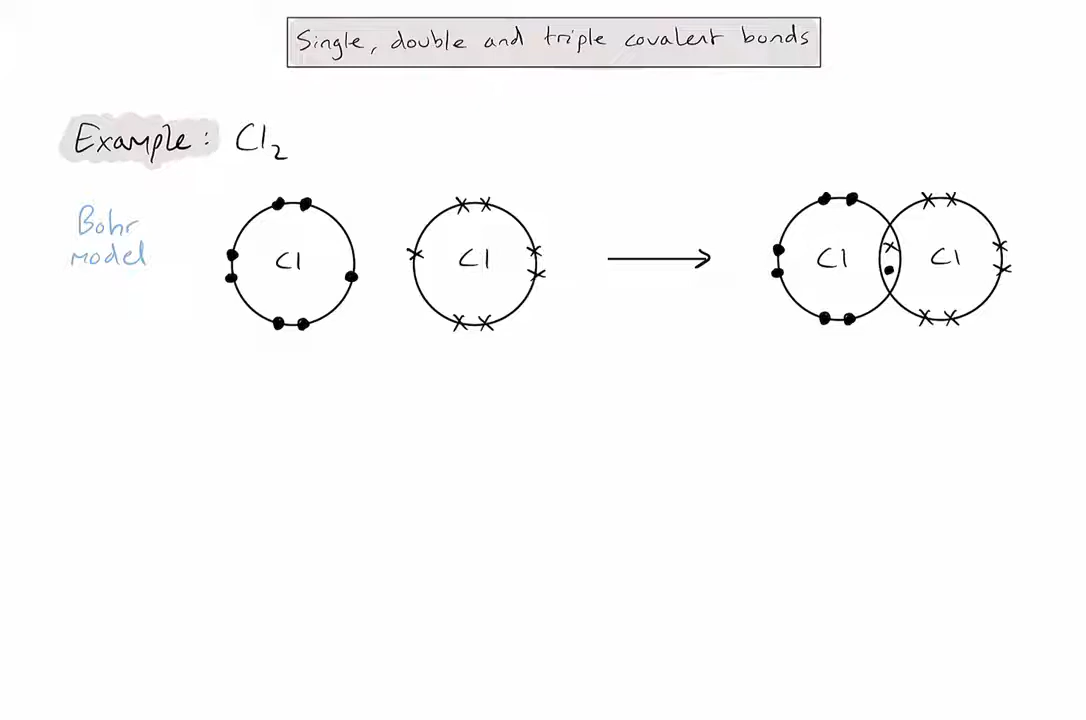 Single, double and triple covalent bonds
Example: Cl₂
Bohr
model
Cl
Cl
Cl
Cl